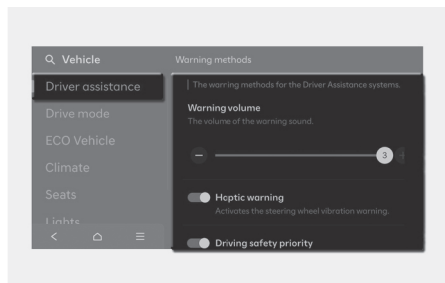 Vehicle
Warning methods
Driver assistance
The warning methods for the Driver Assistance systems.
Drive mode
Warning volume
The volume of the warning sound.
ECO Vehicle
3
Climate
Seats
Haptic warning
Activates the steering wheel vibration warning.
Lights
Driving safety priority